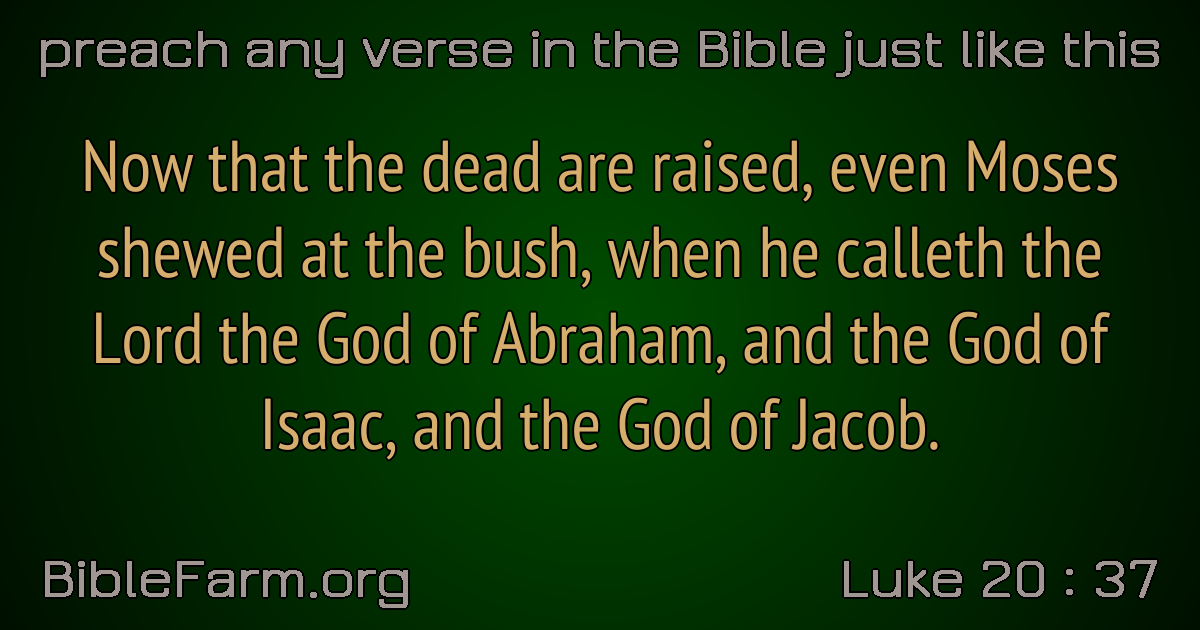 preach any verse in the Bible just like this
Now that the dead are raised, even Moses
shewed at the bush, when he calleth the
Lord the God of Abraham, and the God of
Isaac, and the God of Jacob.
BibleFarm.org
Luke 20 : 37